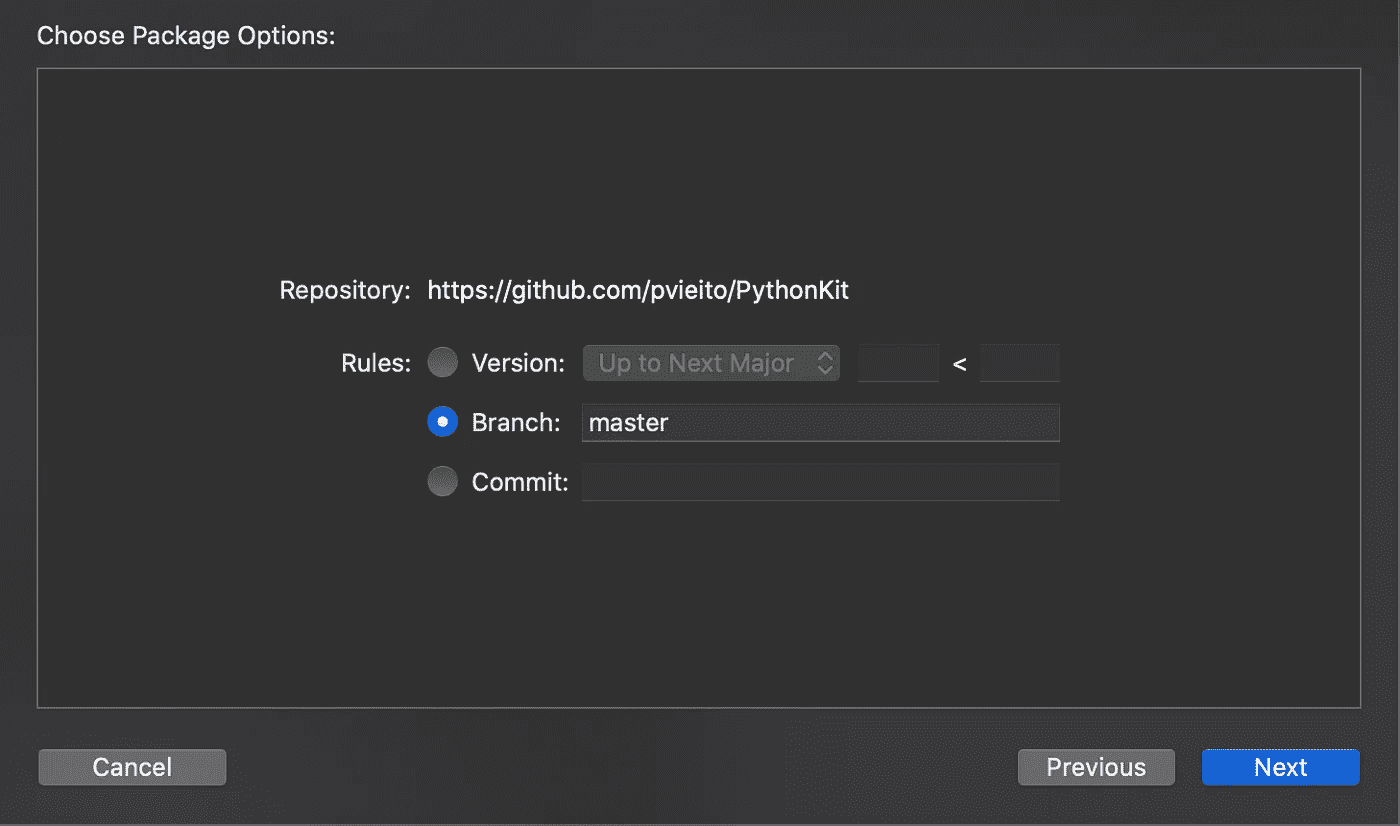 Choose Package Options:
Repository: https://github.com/pvieito/PythonKit
Rules: Version: Up to Next Major <
Branch: master
Commit:
Cancel Previous Next